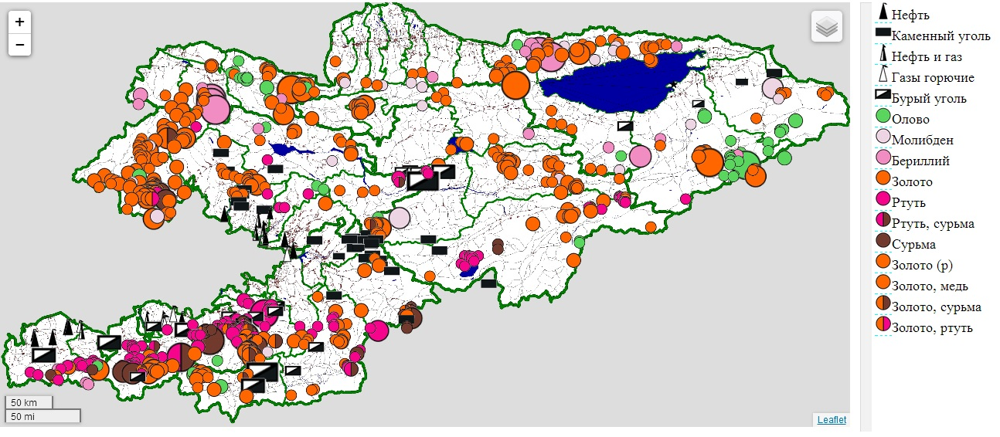 +
−
Нефть
Каменный уголь
Нефть и газ
Газы горючие
Бурый уголь
Олово
Молибден
Бериллий
Золото
Ртуть
Ртуть, сурьма
Сурьма
Золото (р)
Золото, медь
Золото, сурьма
Золото, ртуть
50 km
50 mi
Leaflet